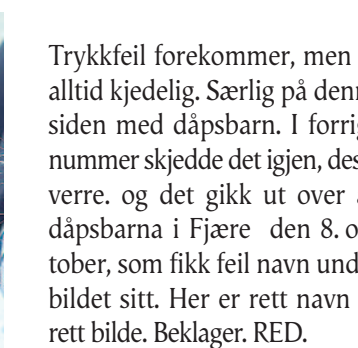 Trykkfeil forekommer, men
alltid kjedelig. Særlig på
siden med dåpsbarn. I
nummer skjedde det igjen,
verre. og det gikk ut over
dåpsbarna i Fjære den 8.
tober, som fikk feil navn
bildet sitt. Her er rett navn
rett bilde. Beklager. RED.